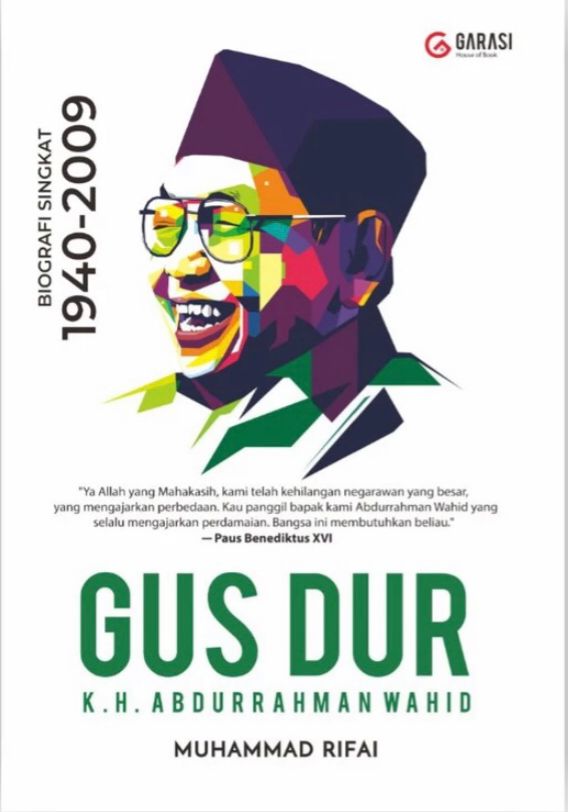 GARASI
House of Book
BIOGRAFI SINGKAT
1940-2009
"Ya Allah yang Mahakasih, kami telah kehilangan negarawan yang besar,
yang mengajarkan perbedaan. Kau panggil bapak kami Abdurrahman Wahid yang
selalu mengajarkan perdamaian. Bangsa ini membutuhkan beliau."
— Paus Benediktus XVI
GUS DUR
K.H. ABDURRAHMAN WAHID
MUHAMMAD RIFAI